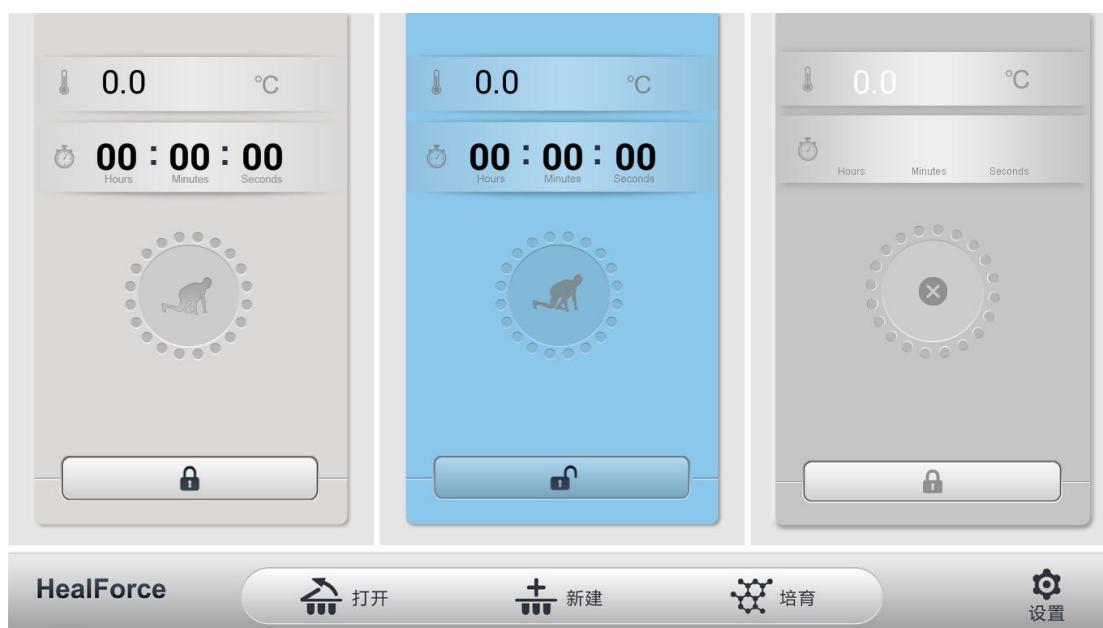 0.0 °C
00 : 00 : 00
Hours Minutes Seconds
0.0 °C
00 : 00 : 00
Hours Minutes Seconds
0.0 °C
Hours Minutes Seconds
HealForce 打开 新建 培育 设置